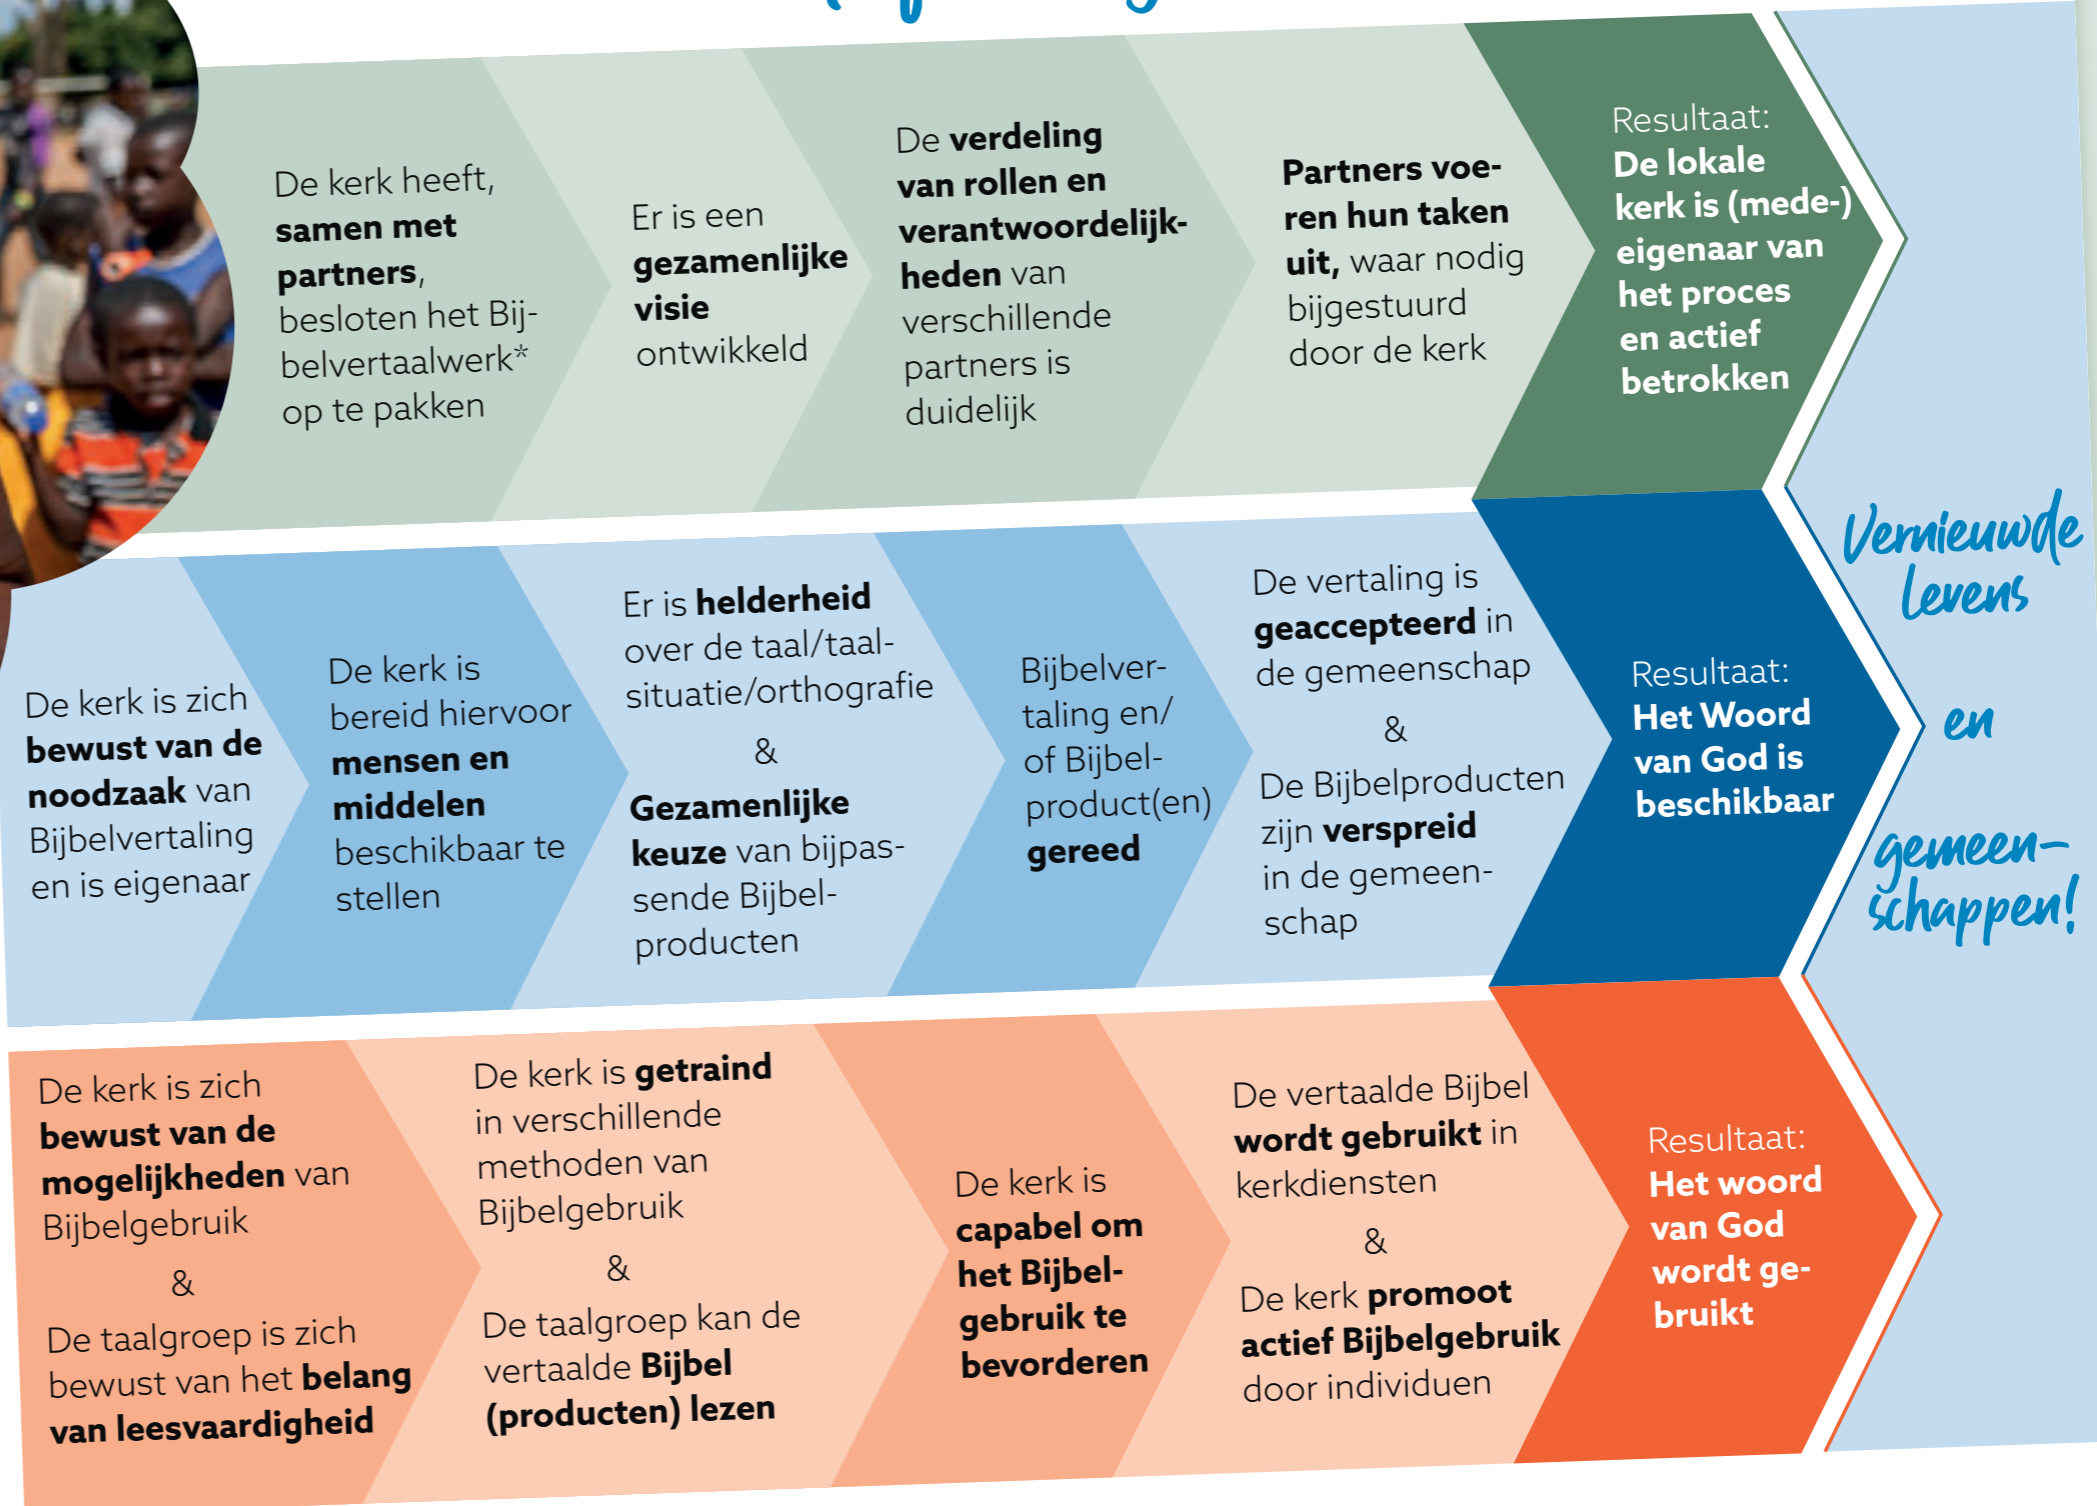 De kerk heeft,
samen met
partners,
besloten het Bij-
belvertaalwerk*
op te pakken
Er is een
gezamenlijke
visie
ontwikkeld
De verdeling
van rollen en
verantwoordelijk-
heden van
verschillende
partners is
duidelijk
Partners voe-
ren hun taken
uit, waar nodig
bijgestuurd
door de kerk
Resultaat:
De lokale
kerk is (mede-)
eigenaar van
het proces
en actief
betrokken
De kerk is zich
bewust van de
noodzaak van
Bijbelvertaling
en is eigenaar
De kerk is
bereid hiervoor
mensen en
middelen
beschikbaar te
stellen
Er is helderheid
over de taal/taal-
situatie/orthografie
&
Gezamenlijke
keuze van bijpas-
sende Bijbel-
producten
Bijbelver-
taling en/
of Bijbel-
product(en)
gereed
De vertaling is
geaccepteerd in
de gemeenschap
&
De Bijbelproducten
zijn verspreid
in de gemeen-
schap
Resultaat:
Het Woord
van God is
beschikbaar
De kerk is zich
bewust van de
mogelijkheden van
Bijbelgebruik
&
De taalgroep is zich
bewust van het belang
van leesvaardigheid
De kerk is getraind
in verschillende
methoden van
Bijbelgebruik
&
De taalgroep kan de
vertaalde Bijbel
(producten) lezen
De kerk is
capabel om
het Bijbel-
gebruik te
bevorderen
De vertaalde Bijbel
wordt gebruikt in
kerkdiensten
&
De kerk promoot
actief Bijbelgebruik
door individuen
Resultaat:
Het woord
van God
wordt ge-
bruikt
Vernieuwde
levens
en
gemeen-
schappen!